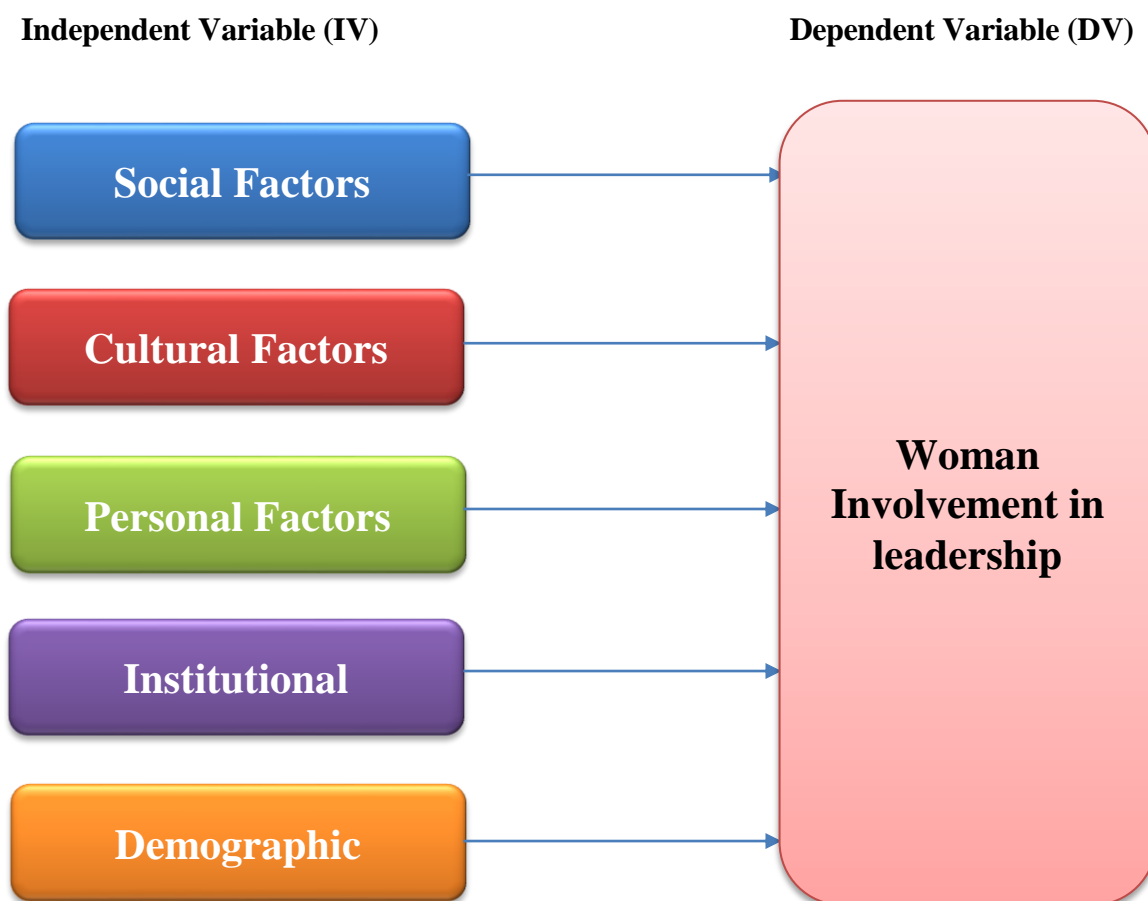 Independent Variable (IV)
Dependent Variable (DV)
Social Factors
Cultural Factors
Personal Factors
Institutional
Demographic
Woman
Involvement in
leadership